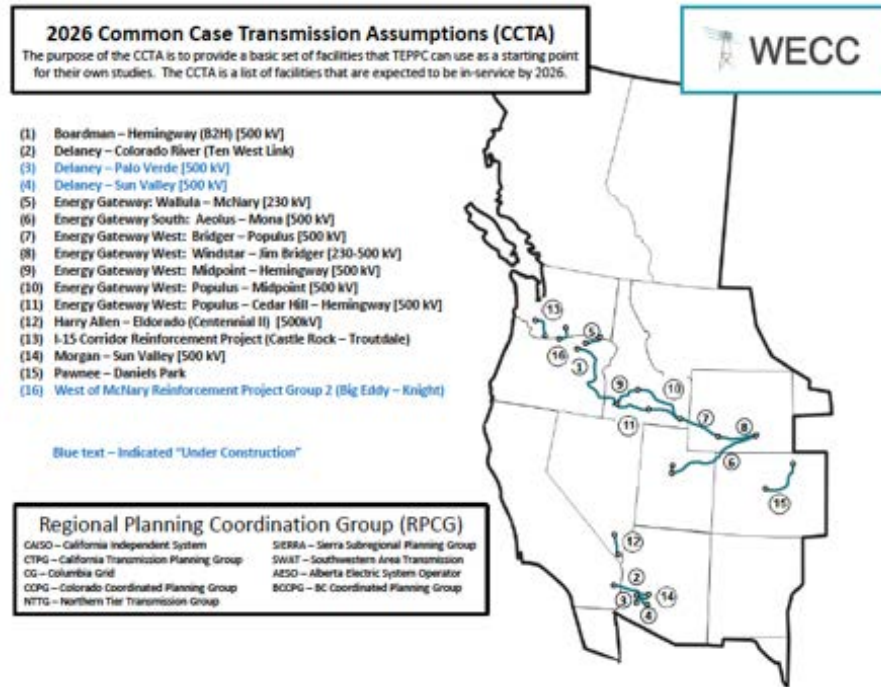 2026 Common Case Transmission Assumptions (CCTA)
The purpose of the CCTA is to provide a basic set of facilities that TEPPC can use as a starting point
for their own studies. The CCTA is a list of facilities that are expected to be in-service by 2026.
WECC
(1) Boardman – Hemingway (B2H) [500 kV]
(2) Delaney – Colorado River (Ten West Link)
(3) Delaney – Palo Verde [500 kV]
(4) Delaney – Sun Valley [500 kV]
(5) Energy Gateway: Wallula – McNary [230 kV]
(6) Energy Gateway South: Aeolus – Mona [500 kV]
(7) Energy Gateway West: Bridger – Populus [500 kV]
(8) Energy Gateway West: Windstar – Jim Bridger [230-500 kV]
(9) Energy Gateway West: Midpoint – Hemingway [500 kV]
(10) Energy Gateway West: Populus – Midpoint [500 kV]
(11) Energy Gateway West: Populus – Cedar Hill – Hemingway [500 kV]
(12) Harry Allen – Eldorado (Centennial II) [500kV]
(13) I-15 Corridor Reinforcement Project (Castle Rock – Troutdale)
(14) Morgan – Sun Valley [500 kV]
(15) Pawnee – Daniels Park
(16) West of McNary Reinforcement Project Group 2 (Big Eddy – Knight)
Blue text – Indicated "Under Construction"
Regional Planning Coordination Group (RPCG)
CAISO – California Independent System
CTPG – California Transmission Planning Group
CG – Columbia Grid
CCPG – Colorado Coordinated Planning Group
NTTG – Northern Tier Transmission Group
SIERRA – Sierra Subregional Planning Group
SWAT – Southwestern Area Transmission
AESO – Alberta Electric System Operator
BCCPG – BC Coordinated Planning Group
13
5
16
3
9
10
11
7
8
6
15
12
2
3
14
4